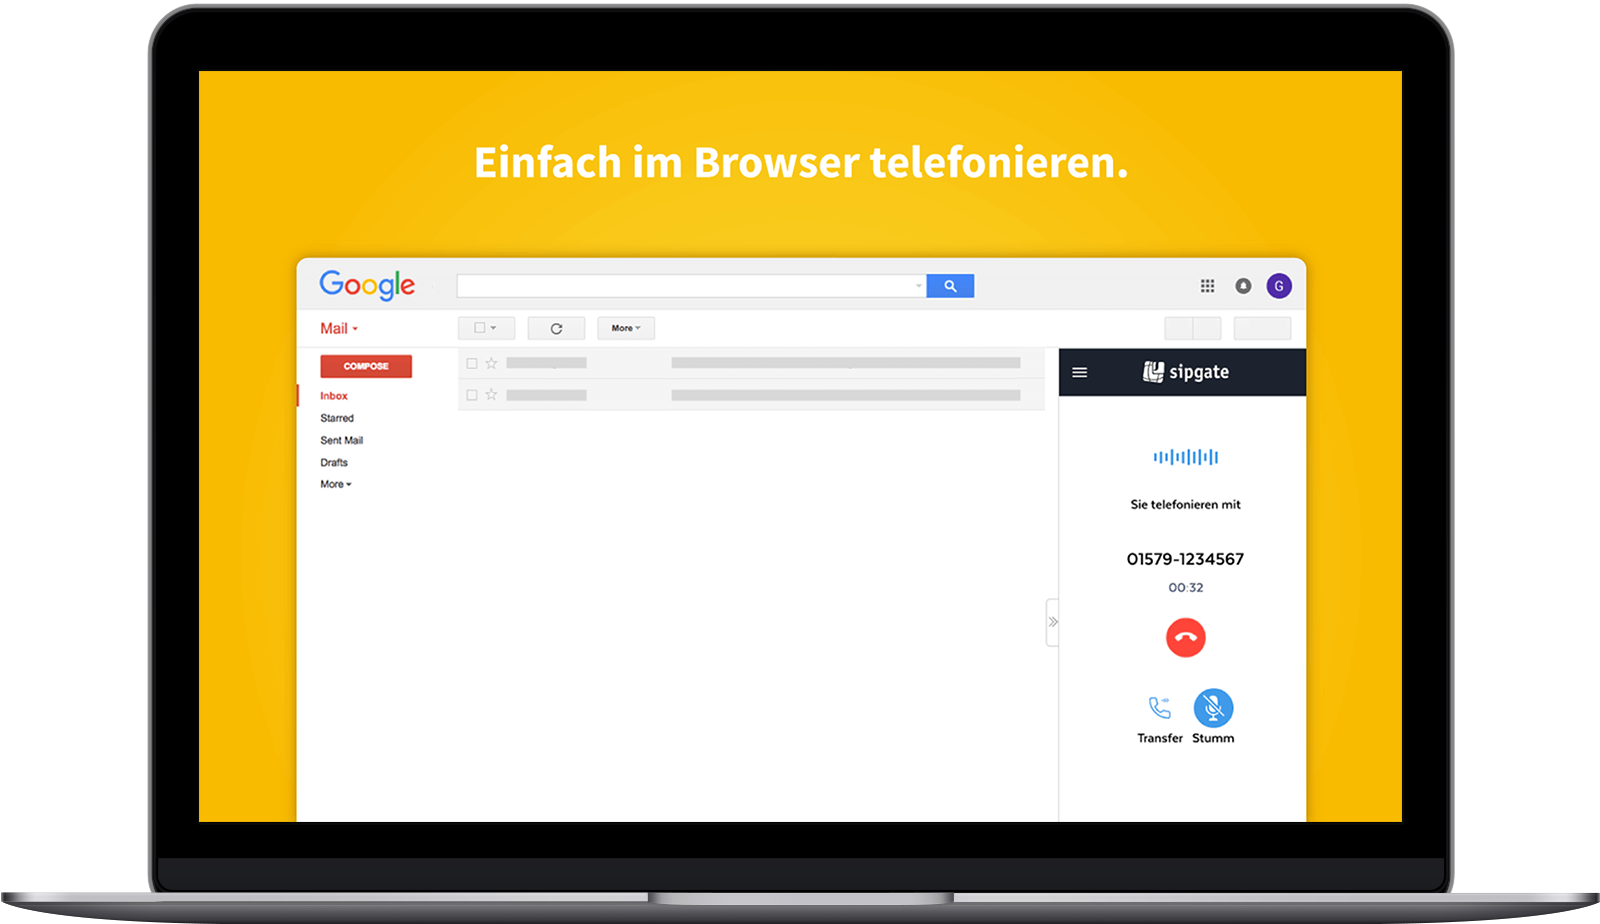 Einfach im Browser telefonieren.
Google
G
Mail
More
COMPOSE
Inbox
Starred
Sent Mail
Drafts
More
sipgate
Sie telefonieren mit
01579-1234567
00:32
Transfer Stumm